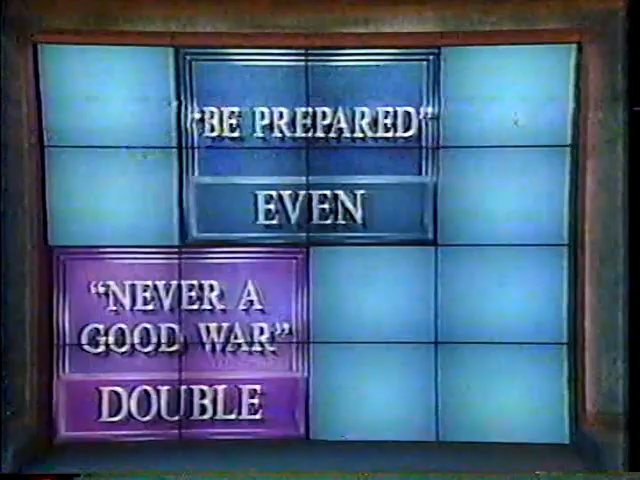 "BE PREPARED"
EVEN
"NEVER A
GOOD WAR"
DOUBLE